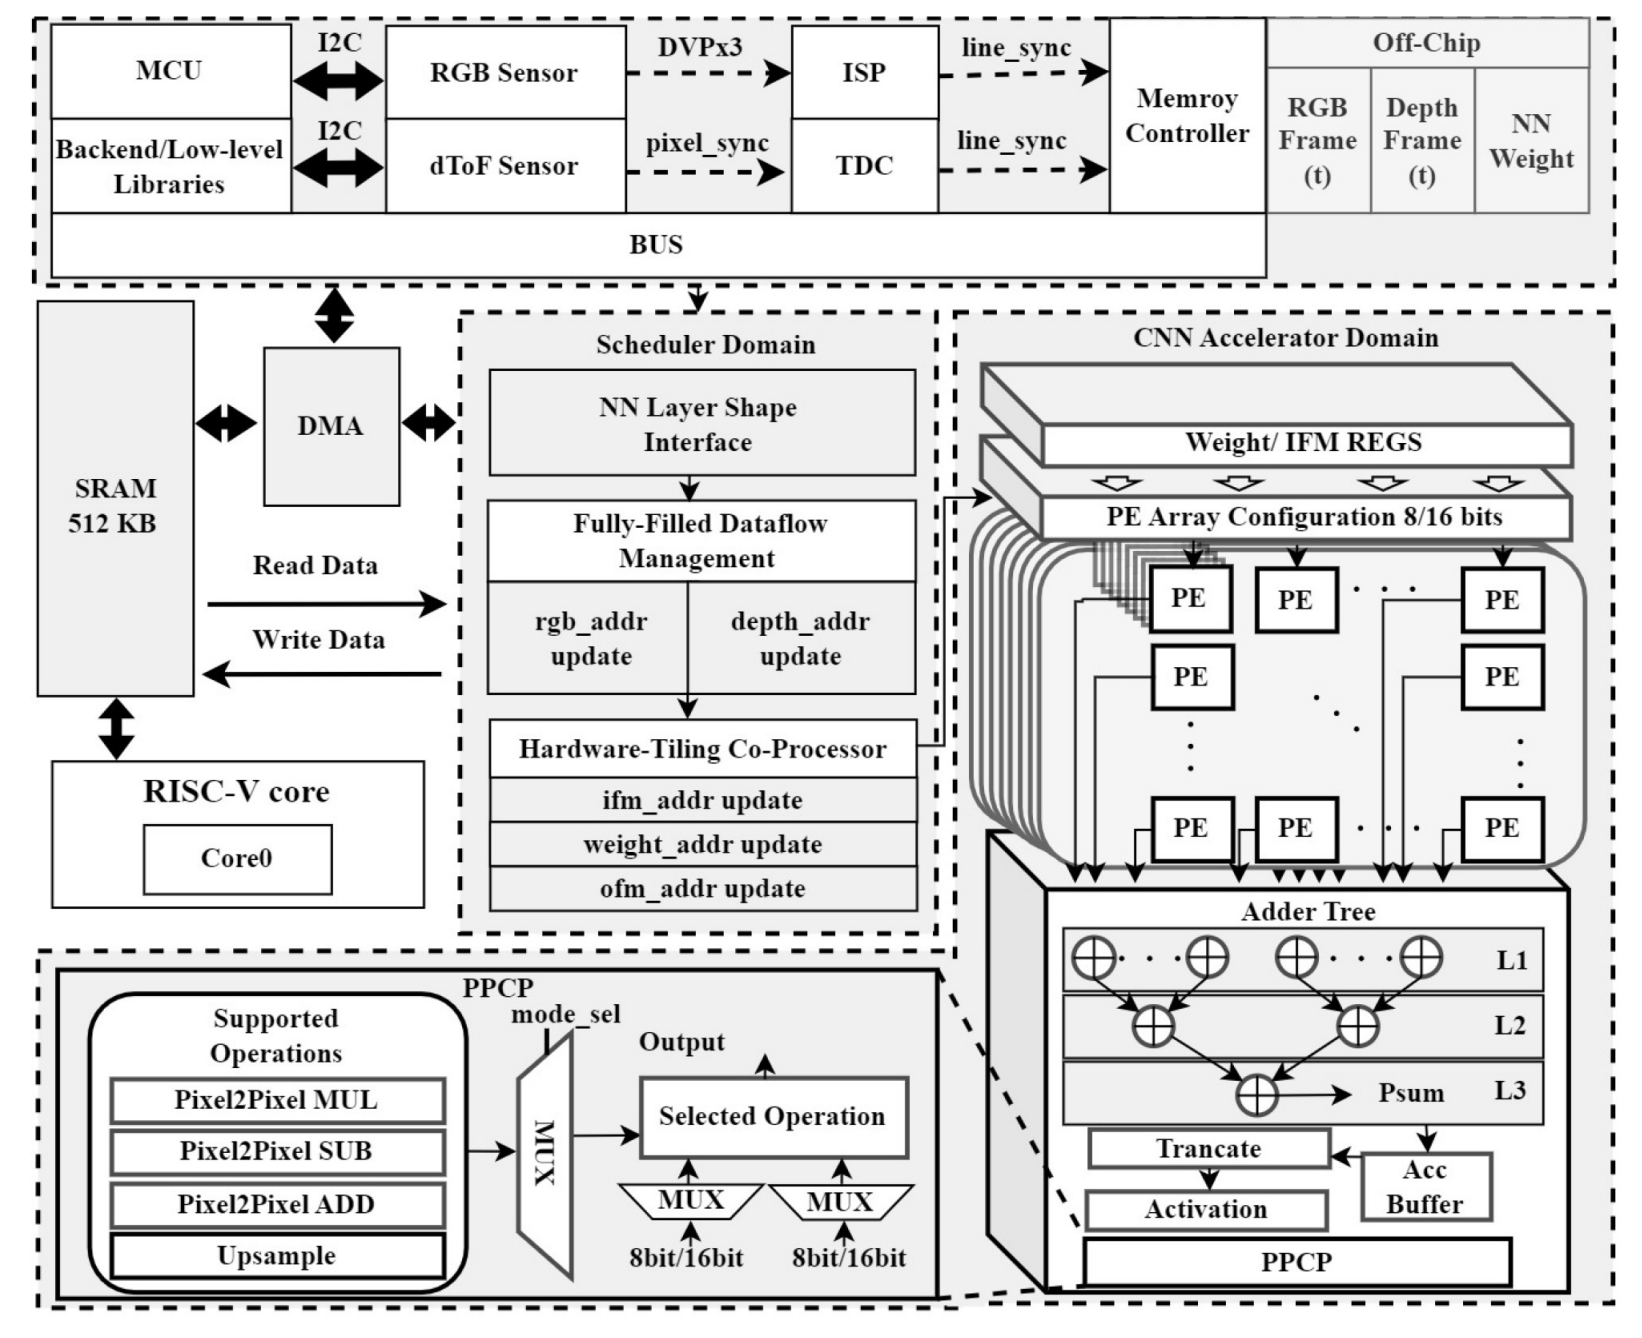 MCU
Backend/Low-level
Libraries
I2C
I2C
RGB Sensor
dToF Sensor
DVPx3
pixel_sync
ISP
TDC
line_sync
line_sync
Memroy
Controller
Off-Chip
RGB
Frame
(t)
Depth
Frame
(t)
NN
Weight
BUS
SRAM
512 KB
DMA
Read Data
Write Data
RISC-V core
Core0
Scheduler Domain
NN Layer Shape
Interface
Fully-Filled Dataflow
Management
rgb_addr
update
depth_addr
update
Hardware-Tiling Co-Processor
ifm_addr update
weight_addr update
ofm_addr update
CNN Accelerator Domain
Weight/ IFM REGS
PE Array Configuration 8/16 bits
PE
PE
PE
PE
PE
PE
PE
PE
Adder Tree
L1
L2
L3
Psum
Trancate
Acc
Buffer
Activation
PPCP
PPCP
Supported
Operations
Pixel2Pixel MUL
Pixel2Pixel SUB
Pixel2Pixel ADD
Upsample
mode_sel
MUX
Output
Selected Operation
MUX
MUX
8bit/16bit
8bit/16bit